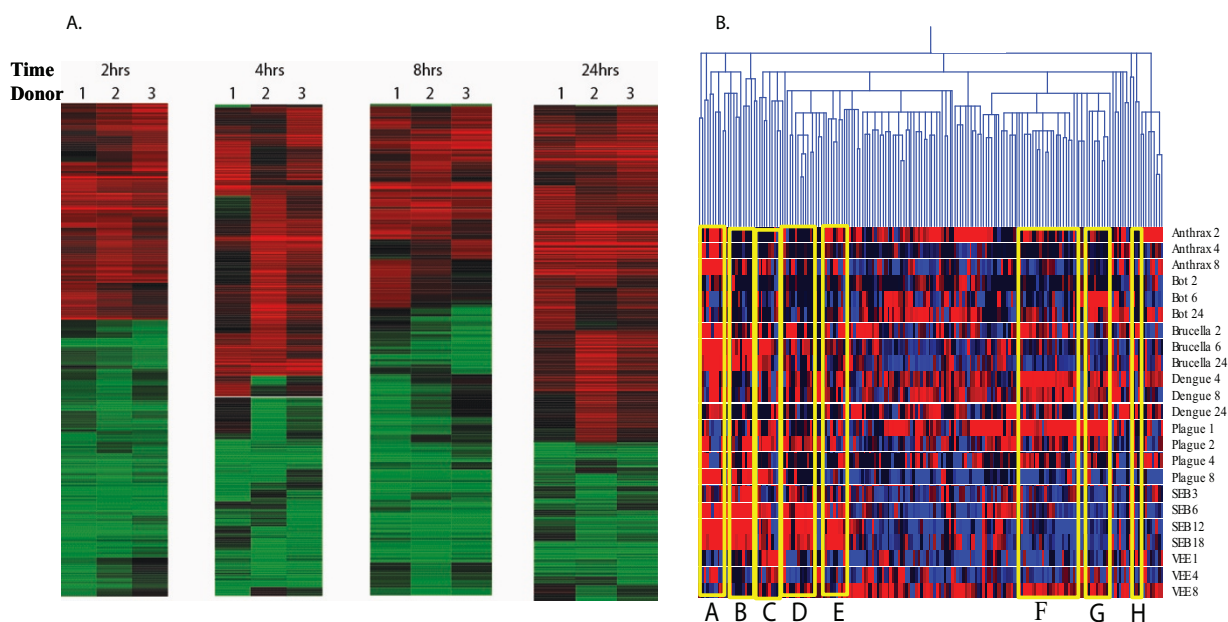 A.
B.
Time 2hrs 4hrs 8hrs 24hrs
Donor 1 2 3 1 2 3 1 2 3 1 2 3
Anthrax 2
Anthrax 4
Anthrax 8
Bot 2
Bot 6
Bot 24
Brucella 2
Brucella 6
Brucella 24
Dengue 4
Dengue 8
Dengue 24
Plague 1
Plague 2
Plague 4
Plague 8
SEB3
SEB6
SEB12
SEB18
VEE1
VEE4
VEE8
A B C D E F G H